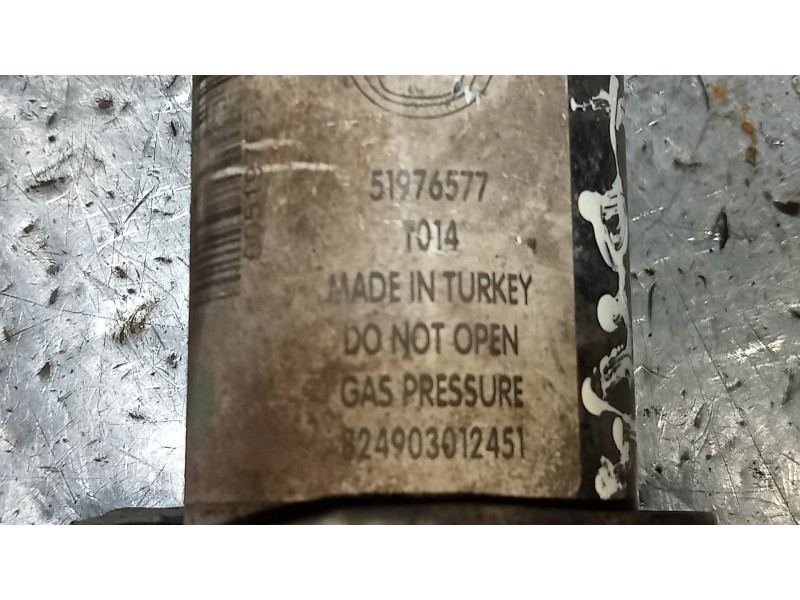 51976577
T014
MADE IN TURKEY
DO NOT OPEN
GAS PRESSURE
824903012451